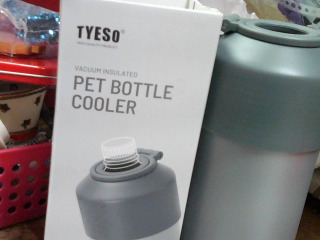 TYESO®
VACUUM INSULATED
PET BOTTLE
COOLER